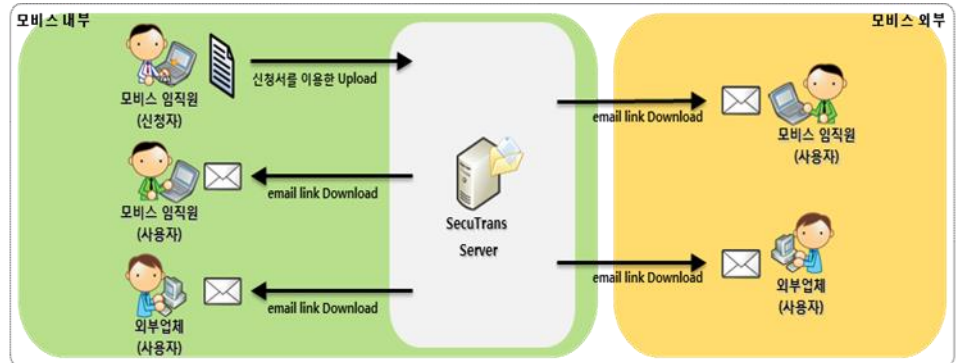 모비스 내부
모비스 외부
신청서를 이용한 Upload
모비스 임직원
(신청자)
email link Download
모비스 임직원
(사용자)
email link Download
모비스 임직원
(사용자)
SecuTrans
Server
email link Download
외부업체
(사용자)
email link Download
외부업체
(사용자)